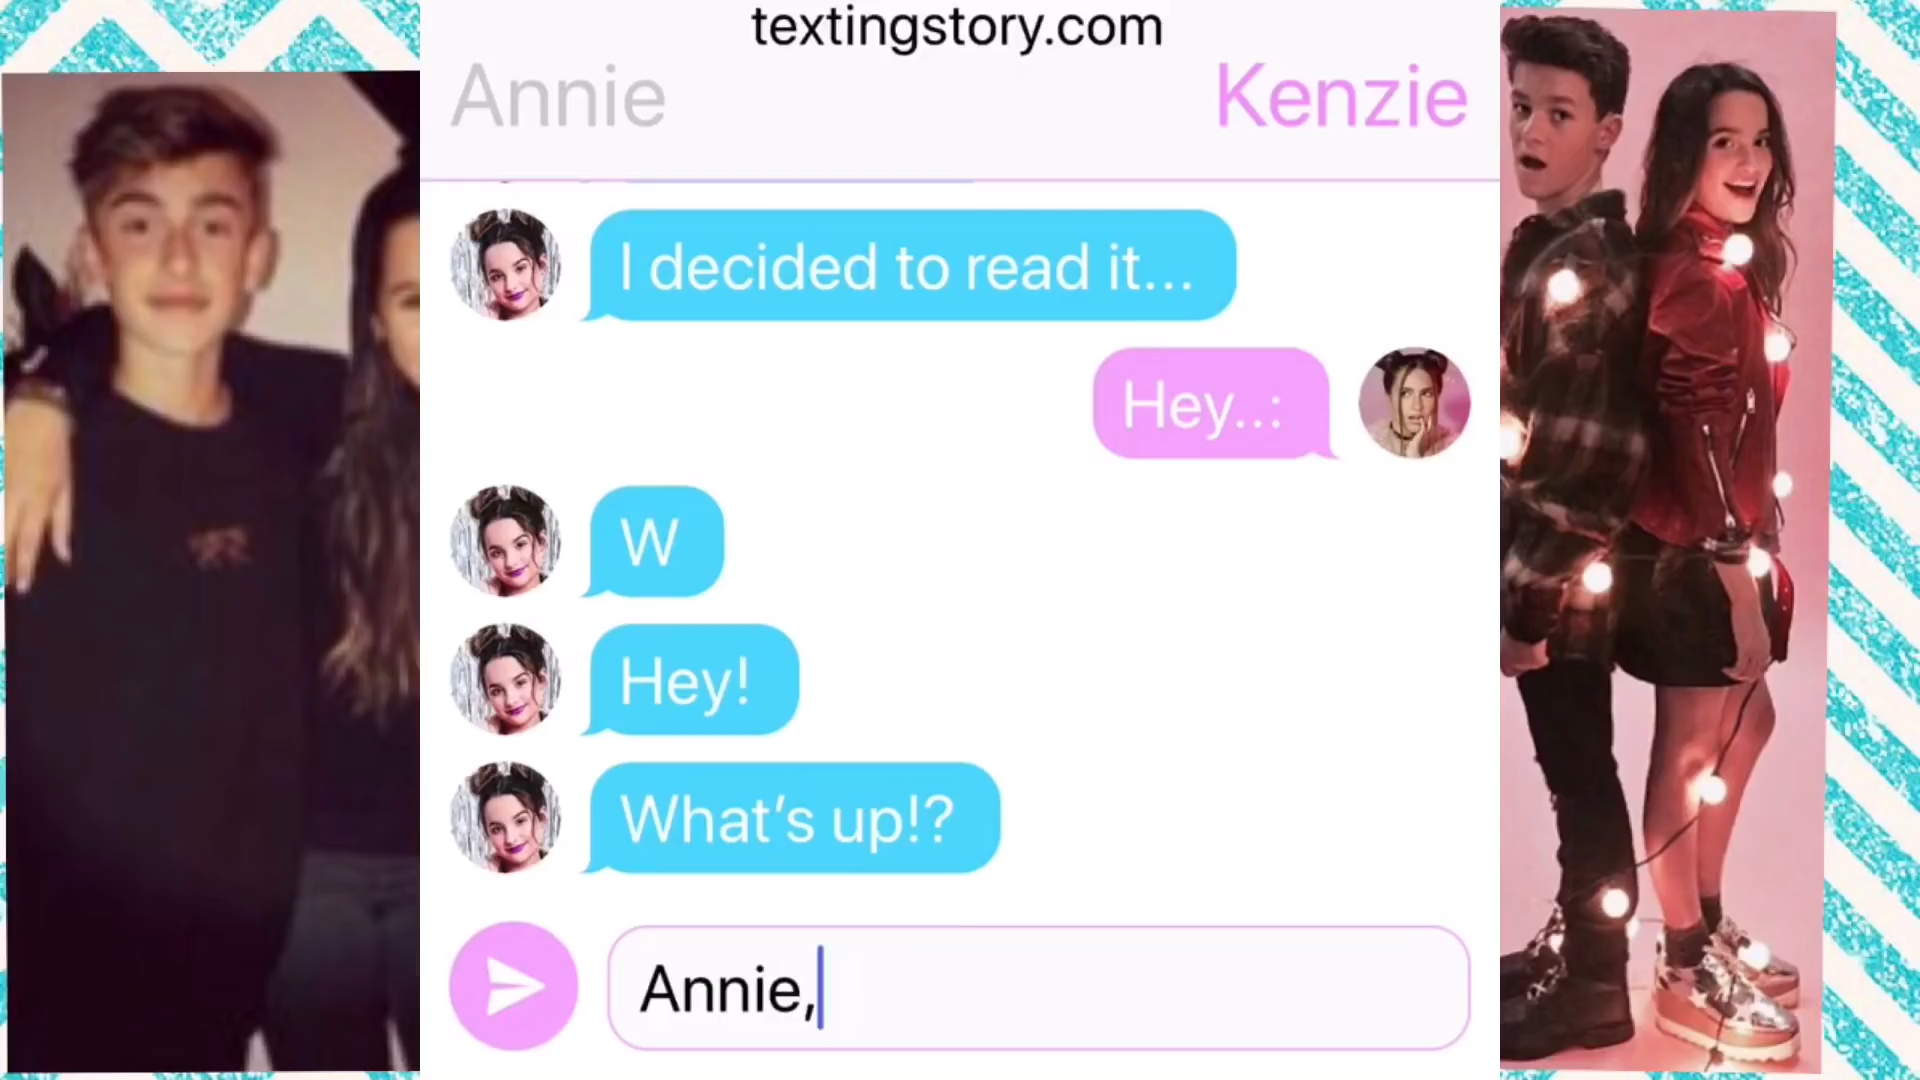 textingstory.com
Annie
Kenzie
I decided to read it...
Hey..:
W
Hey!
What's up!?
Annie,